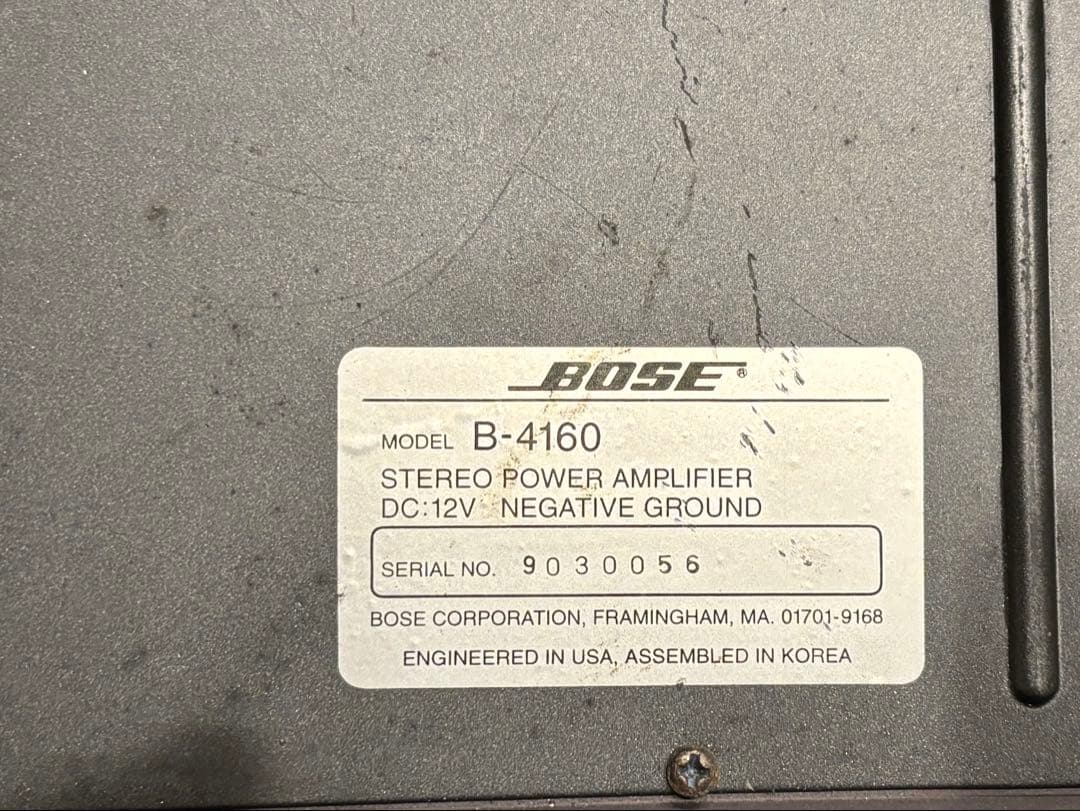 BOSE®
MODEL B-4160
STEREO POWER AMPLIFIER
DC:12V NEGATIVE GROUND
SERIAL NO. 9030056
BOSE CORPORATION, FRAMINGHAM, MA. 01701-9168
ENGINEERED IN USA, ASSEMBLED IN KOREA